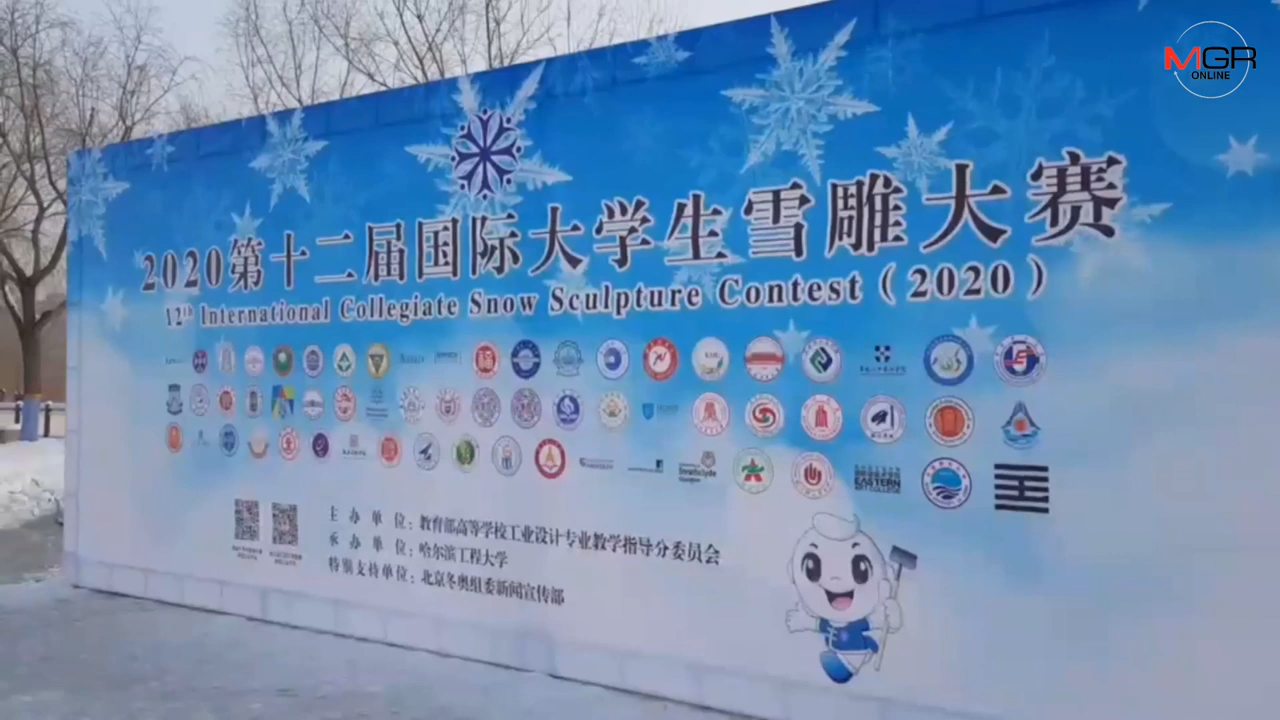 MGR
ONLINE
2020第十二届国际大学生雪雕大赛
12th International Collegiate Snow Sculpture Contest（2020）
Strathclyde
EASTERN
ART COLLEGE
主办单位：教育部高等学校工业设计专业教学指导分委员会
承办单位：哈尔滨工程大学
特别支持单位：北京冬奥组委新闻宣传部